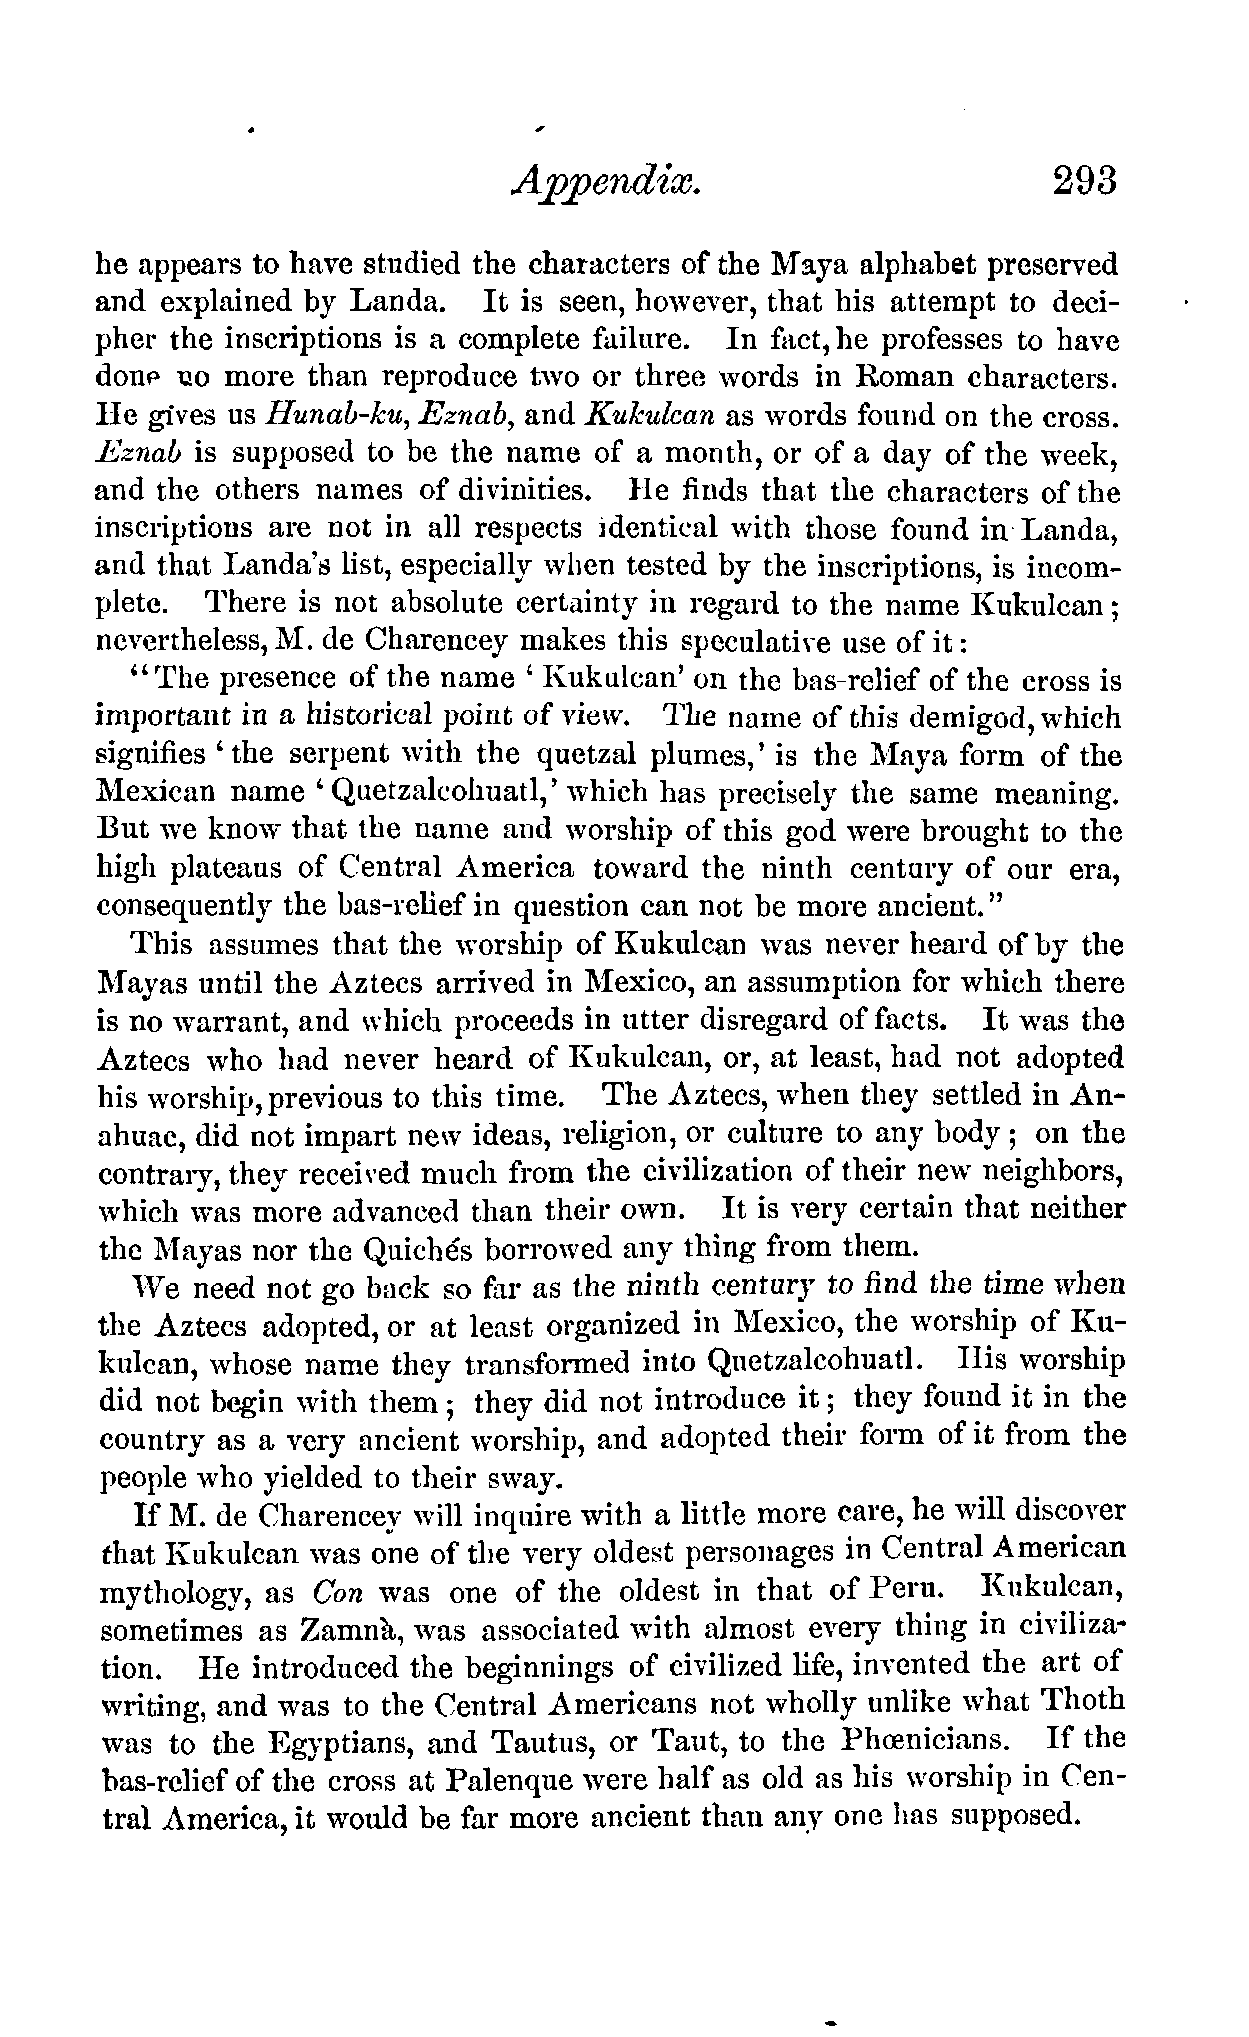 Appendix. 293
he appears to have studied the characters of the Maya alphabet preserved
and explained by Landa. It is seen, however, that his attempt to deci-
pher the inscriptions is a complete failure. In fact, he professes to have
done no more than reproduce two or three words in Roman characters.
He gives us Hunab-ku, Eznab, and Kukulcan as words found on the cross.
Eznab is supposed to be the name of a month, or of a day of the week,
and the others names of divinities. He finds that the characters of the
inscriptions are not in all respects identical with those found in Landa,
and that Landa's list, especially when tested by the inscriptions, is incom-
plete. There is not absolute certainty in regard to the name Kukulcan;
nevertheless, M. de Charencey makes this speculative use of it:
"The presence of the name 'Kukulcan' on the bas-relief of the cross is
important in a historical point of view. The name of this demigod, which
signifies 'the serpent with the quetzal plumes,' is the Maya form of the
Mexican name 'Quetzalcohuatl,' which has precisely the same meaning.
But we know that the name and worship of this god were brought to the
high plateaus of Central America toward the ninth century of our era,
consequently the bas-relief in question can not be more ancient."
This assumes that the worship of Kukulcan was never heard of by the
Mayas until the Aztecs arrived in Mexico, an assumption for which there
is no warrant, and which proceeds in utter disregard of facts. It was the
Aztecs who had never heard of Kukulcan, or, at least, had not adopted
his worship, previous to this time. The Aztecs, when they settled in An-
ahuac, did not impart new ideas, religion, or culture to any body; on the
contrary, they received much from the civilization of their new neighbors,
which was more advanced than their own. It is very certain that neither
the Mayas nor the Quichés borrowed any thing from them.
We need not go back so far as the ninth century to find the time when
the Aztecs adopted, or at least organized in Mexico, the worship of Ku-
kulcan, whose name they transformed into Quetzalcohuatl. His worship
did not begin with them; they did not introduce it; they found it in the
country as a very ancient worship, and adopted their form of it from the
people who yielded to their sway.
If M. de Charencey will inquire with a little more care, he will discover
that Kukulcan was one of the very oldest personages in Central American
mythology, as Con was one of the oldest in that of Peru. Kukulcan,
sometimes as Zamnà, was associated with almost every thing in civiliza-
tion. He introduced the beginnings of civilized life, invented the art of
writing, and was to the Central Americans not wholly unlike what Thoth
was to the Egyptians, and Tautus, or Taut, to the Phœnicians. If the
bas-relief of the cross at Palenque were half as old as his worship in Cen-
tral America, it would be far more ancient than any one has supposed.